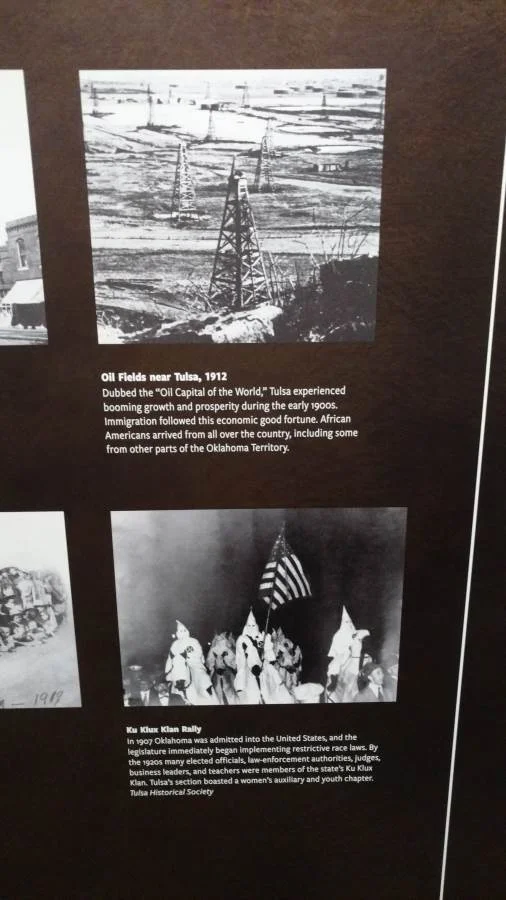 Oil Fields near Tulsa, 1912
Dubbed the “Oil Capital of the World,” Tulsa experienced
booming growth and prosperity during the early 1900s.
Immigration followed this economic good fortune. African
Americans arrived from all over the country, including some
from other parts of the Oklahoma Territory.
Ku Klux Klan Rally
In 1907 Oklahoma was admitted into the United States, and the
legislature immediately began implementing restrictive race laws. By
the 1920s many elected officials, law-enforcement authorities, judges,
business leaders, and teachers were members of the state’s Ku Klux
Klan. Tulsa’s section boasted a women’s auxiliary and youth chapter.
Tulsa Historical Society